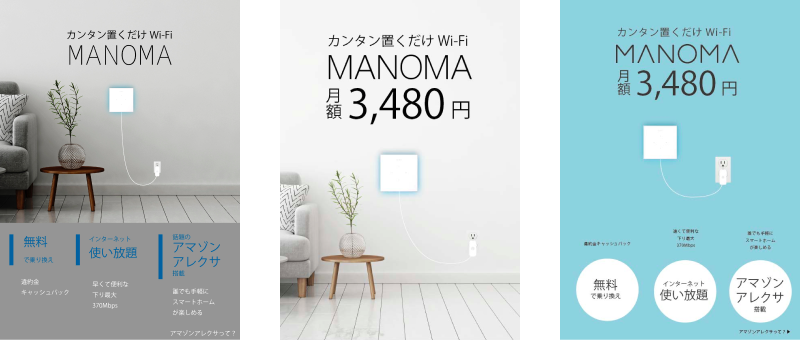 カンタン置くだけ Wi-Fi
MANOMA
無料
で乗り換え
違約金
キャッシュバック
インターネット
使い放題
早くて便利な
下り最大
370Mbps
話題の
アマゾン
アレクサ
搭載
誰でも手軽に
スマートホーム
が楽しめる
アマゾンアレクサって?
カンタン置くだけ Wi-Fi
MANOMA
月額
3,480 円
カンタン置くだけ Wi-Fi
MANOMA
月額
3,480 円
違約金キャッシュバック
無料
で乗り換え
速くて便利な
下り最大
370Mbps
インターネット
使い放題
誰でも手軽に
スマートホーム
が楽しめる
アマゾン
アレクサ
搭載
アマゾンアレクサって?▶